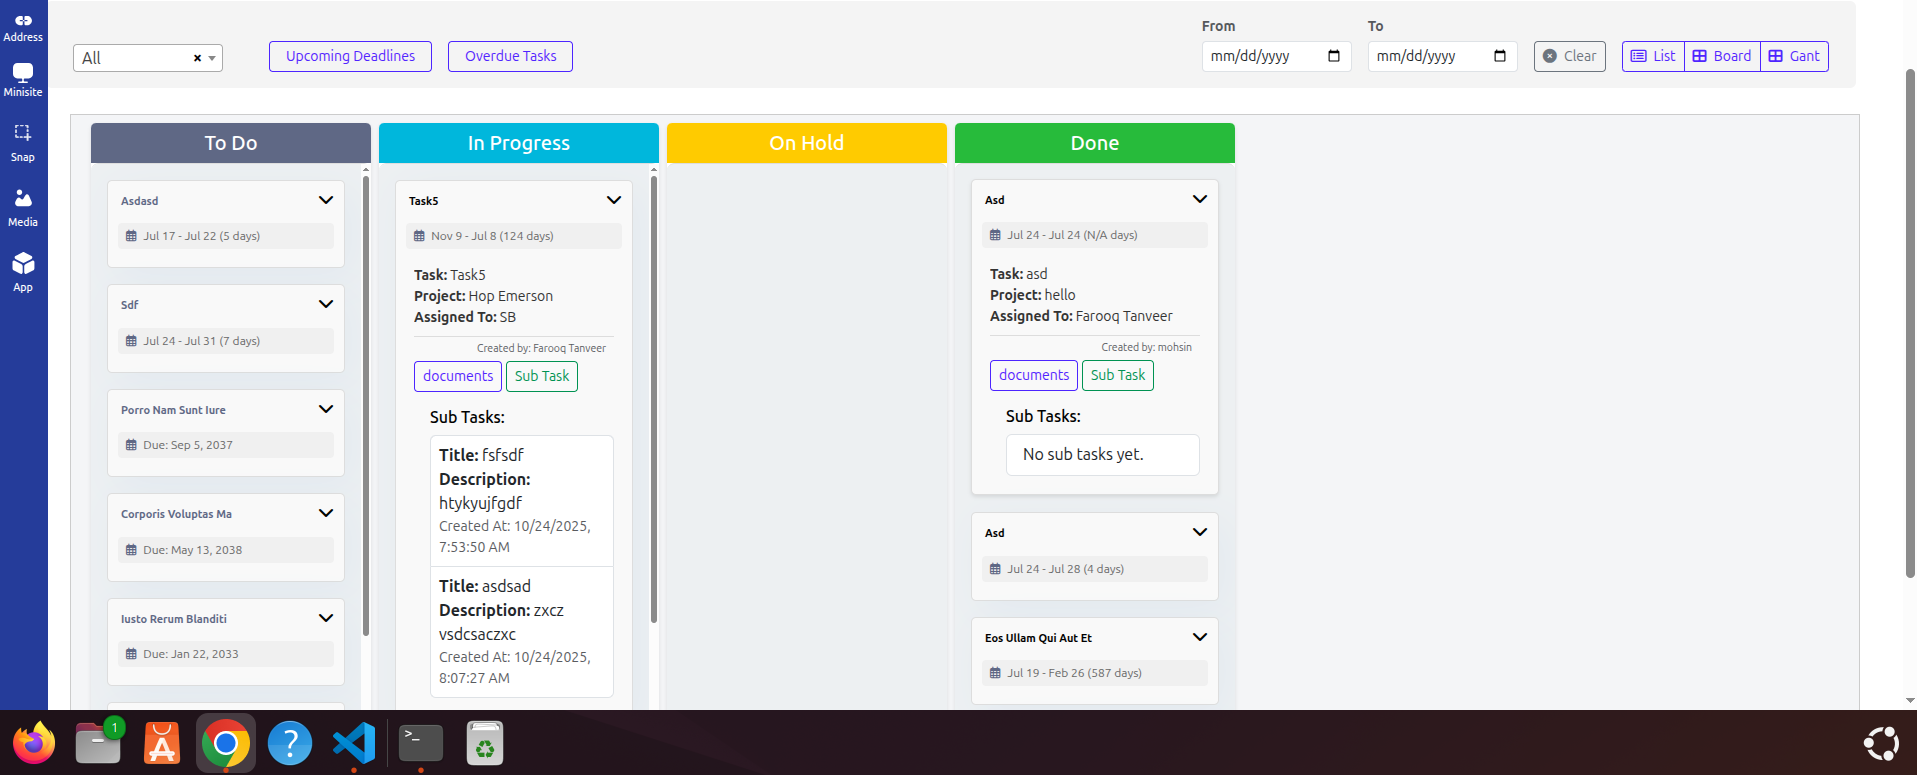 Address
Minisite
Snap
Media
App
All × 
Upcoming Deadlines
Overdue Tasks
From
mm/dd/yyyy
To
mm/dd/yyyy
Clear
List
Board
Gant
To Do
Asdasd
Jul 17 - Jul 22 (5 days)
Sdf
Jul 24 - Jul 31 (7 days)
Porro Nam Sunt Iure
Due: Sep 5, 2037
Corporis Voluptas Ma
Due: May 13, 2038
Iusto Rerum Blanditi
Due: Jan 22, 2033
In Progress
Task5
Nov 9 - Jul 8 (124 days)
Task: Task5
Project: Hop Emerson
Assigned To: SB
Created by: Farooq Tanveer
documents
Sub Task
Sub Tasks:
Title: fsfsdf
Description:
htykyujfgdf
Created At: 10/24/2025,
7:53:50 AM
Title: asdsad
Description: zxcz
vsdcsaczxc
Created At: 10/24/2025,
8:07:27 AM
On Hold
Done
Asd
Jul 24 - Jul 24 (N/A days)
Task: asd
Project: hello
Assigned To: Farooq Tanveer
Created by: mohsin
documents
Sub Task
Sub Tasks:
No sub tasks yet.
Asd
Jul 24 - Jul 28 (4 days)
Eos Ullam Qui Aut Et
Jul 19 - Feb 26 (587 days)
1
A
?
>_